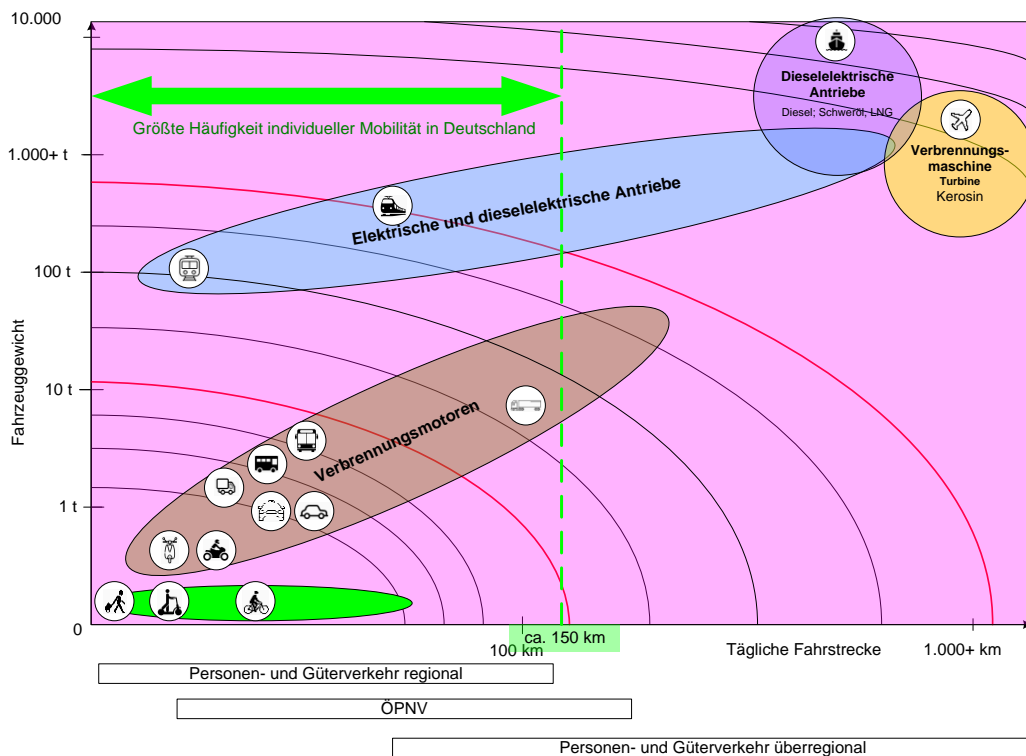 10.000
Dieselelektrische
Antriebe
Diesel; Schweröl, LNG
Größte Häufigkeit individueller Mobilität in Deutschland
Verbrennungs-
maschine
Turbine
Kerosin
1.000+ t
Elektrische und dieselelektrische Antriebe
100 t
Fahrzeuggewicht
10 t
Verbrennungsmotoren
1 t
0
ca. 150 km
100 km
Tägliche Fahrstrecke
1.000+ km
Personen- und Güterverkehr regional
ÖPNV
Personen- und Güterverkehr überregional